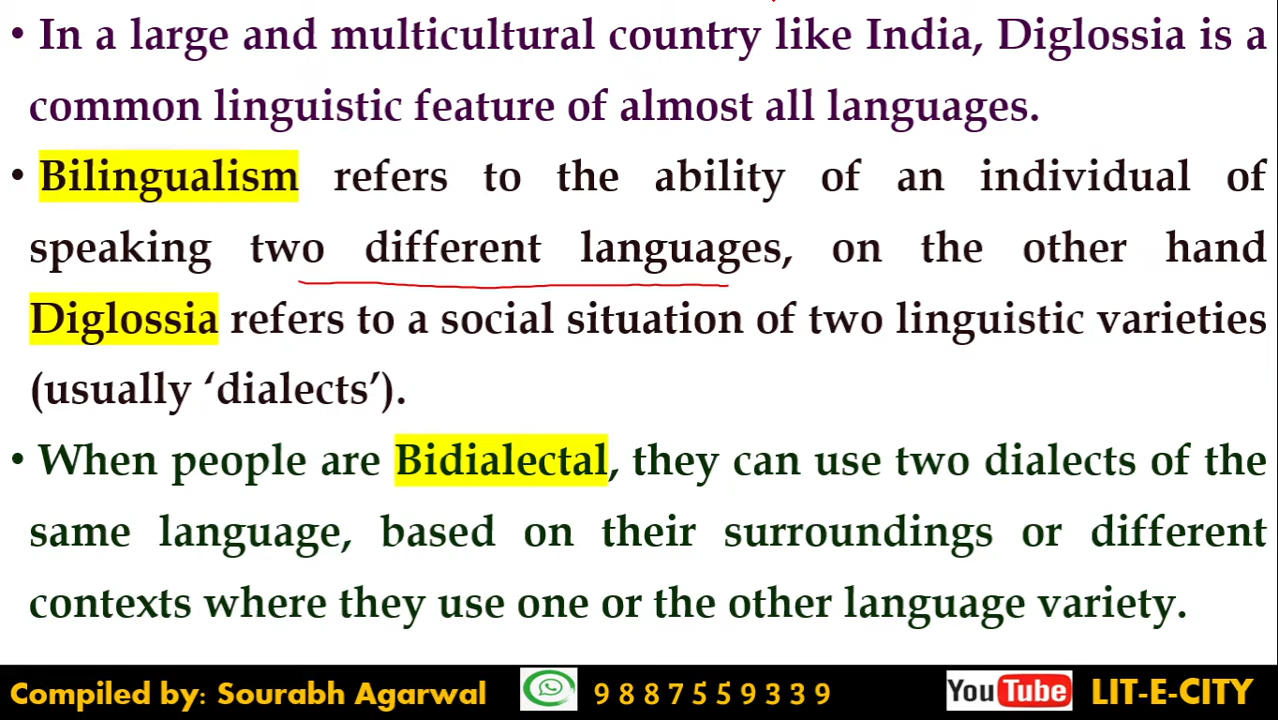 • In a large and multicultural country like India, Diglossia is a
common linguistic feature of almost all languages.
• Bilingualism refers to the ability of an individual of
speaking two different languages, on the other hand
Diglossia refers to a social situation of two linguistic varieties
(usually ‘dialects’).
• When people are Bidialectal, they can use two dialects of the
same language, based on their surroundings or different
contexts where they use one or the other language variety.
Compiled by: Sourabh Agarwal 9887559339 YouTube LIT-E-CITY